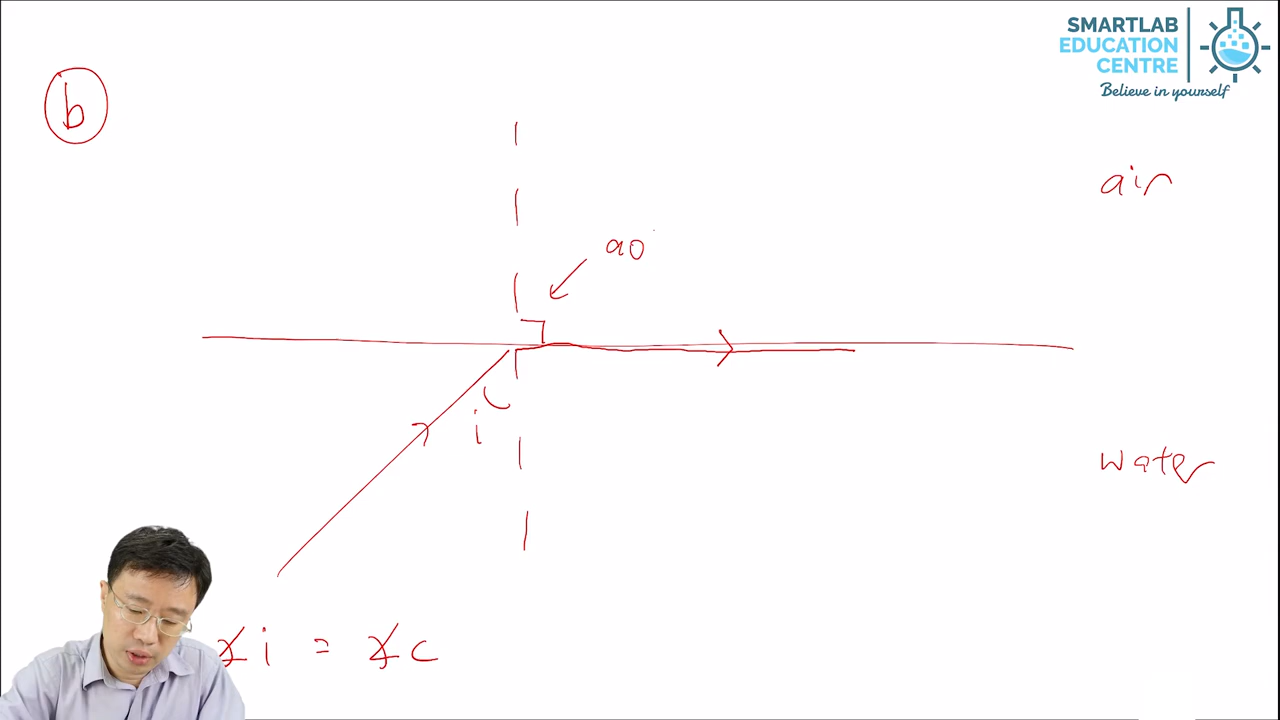 SMARTLAB
EDUCATION
CENTRE
Believe in yourself
b
air
90
i
water
∠i = ∠c